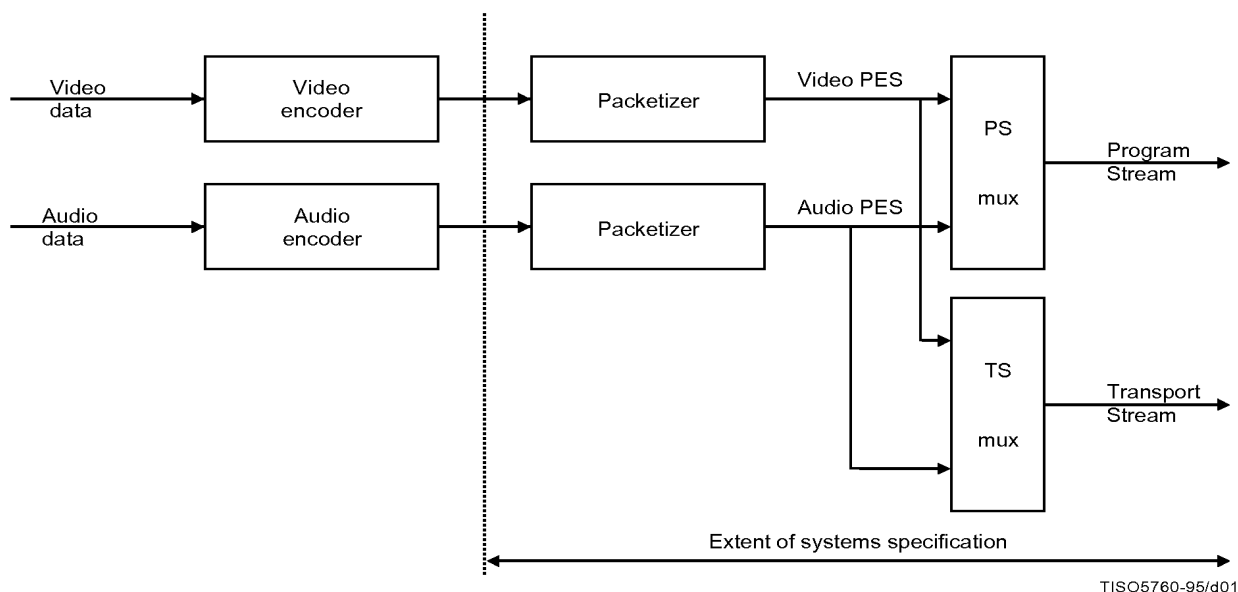 Video
data
Video
encoder
Packetizer
Video PES
PS
mux
Program
Stream
Audio
data
Audio
encoder
Packetizer
Audio PES
TS
mux
Transport
Stream
Extent of systems specification
TISO5760-95/d01